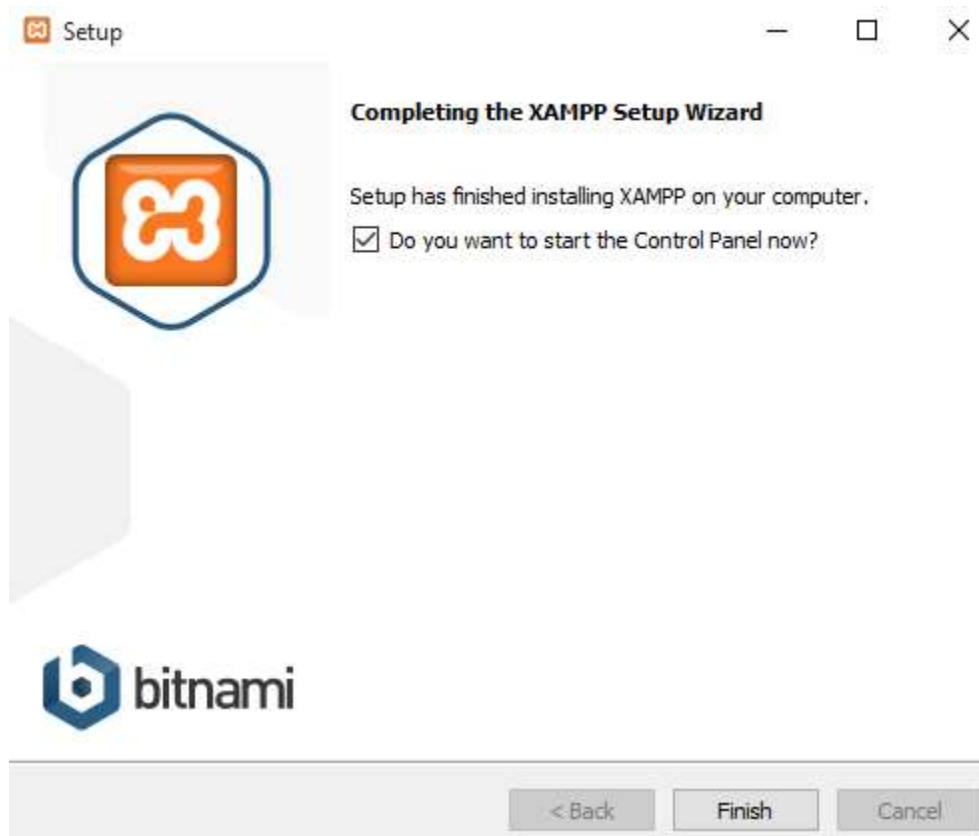 Setup
Completing the XAMPP Setup Wizard
Setup has finished installing XAMPP on your computer.
Do you want to start the Control Panel now?
bitnami
< Back
Finish
Cancel